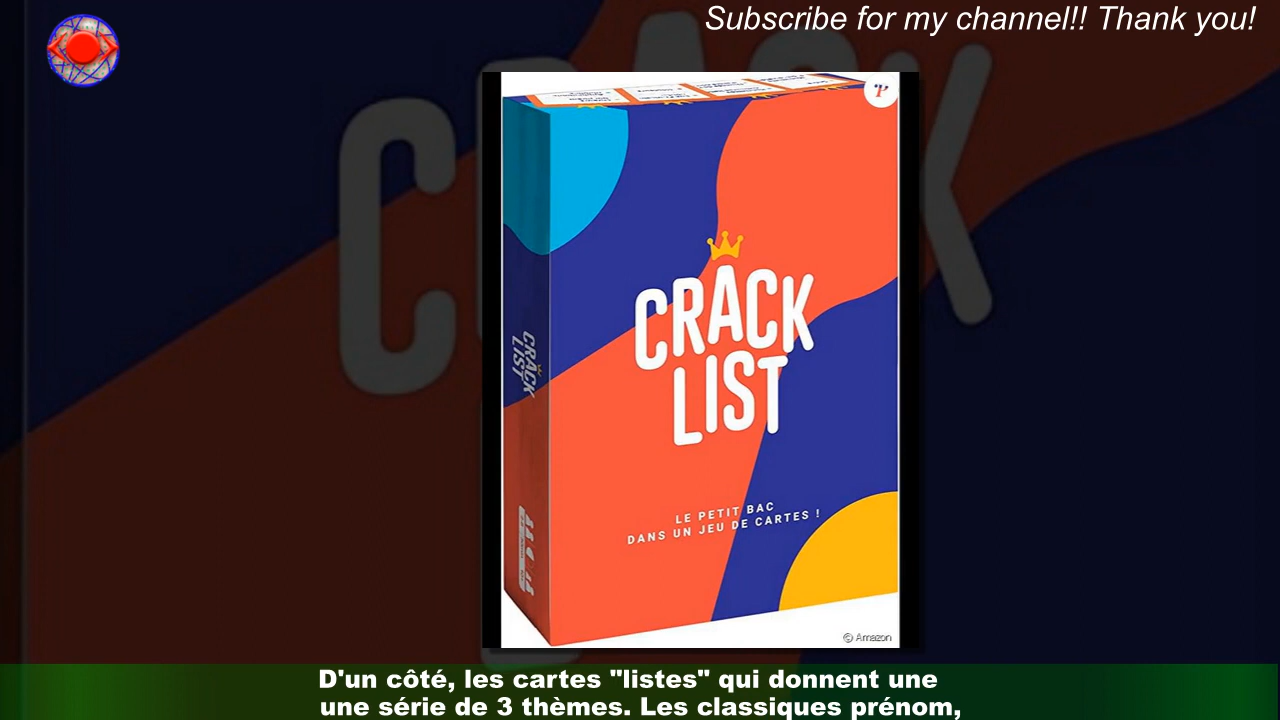 Subscribe for my channel!! Thank you!
CRACK
LIST
CRACK
LIST
LE PETIT BAC
DANS UN JEU DE CARTES !
© Amazon
D'un côté, les cartes "listes" qui donnent une
une série de 3 thèmes. Les classiques prénom,